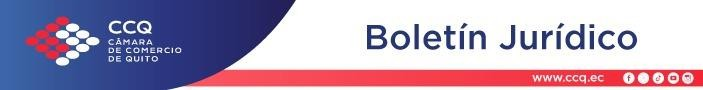 CCQ
CÁMARA
DE COMERCIO
DE QUITO
Boletín Jurídico
www.ccq.ec